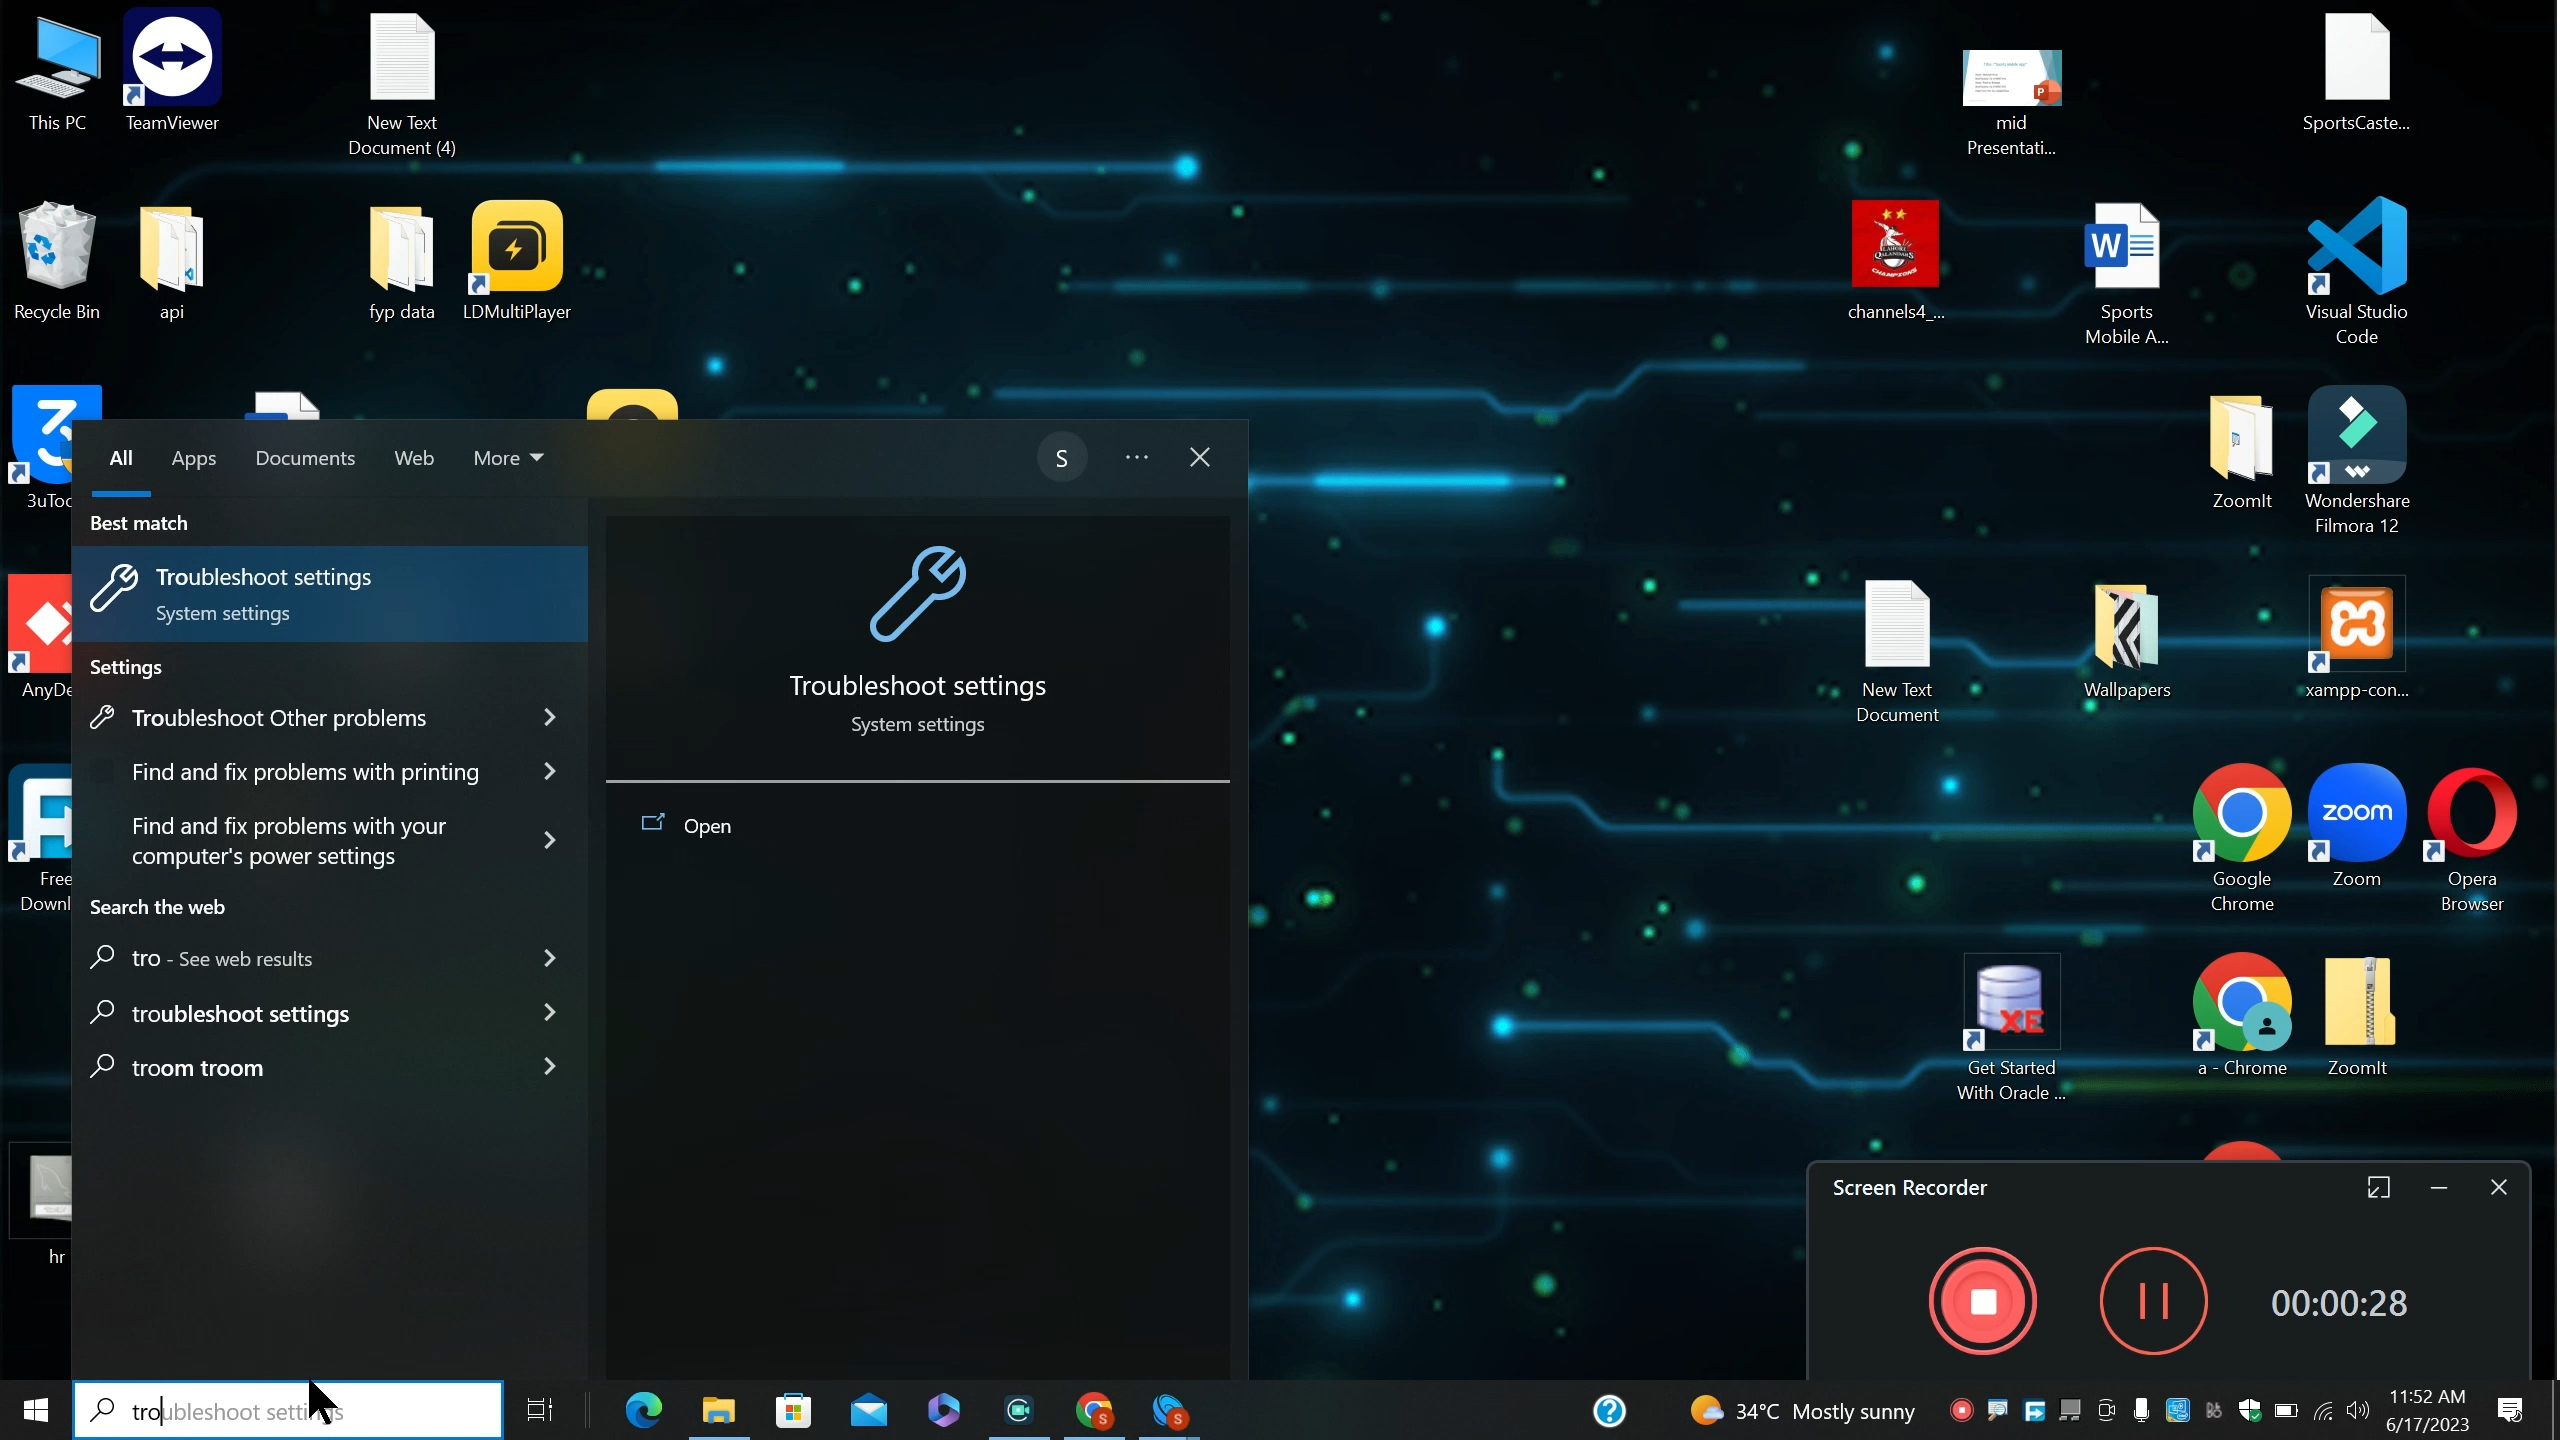 This PC
TeamViewer
New Text
Document (4)
mid
Presentati...
SportsCaste...
Recycle Bin
api
fyp data
LDMultiPlayer
channels4_...
W
Sports
Mobile A...
Visual Studio
Code
3uToo
ZoomIt
Wondershare
Filmora 12
All
Apps
Documents
Web
More
S
Best match
Troubleshoot settings
System settings
Settings
Troubleshoot Other problems
Find and fix problems with printing
Find and fix problems with your
computer's power settings
Search the web
tro - See web results
troubleshoot settings
troom troom
Troubleshoot settings
System settings
Open
AnyDe
New Text
Document
Wallpapers
xampp-con...
Free
Downl
Google
Chrome
zoom
Zoom
Opera
Browser
XE
Get Started
With Oracle ...
a - Chrome
ZoomIt
hr
Screen Recorder
00:00:28
troubleshoot settings
34°C Mostly sunny
11:52 AM
6/17/2023